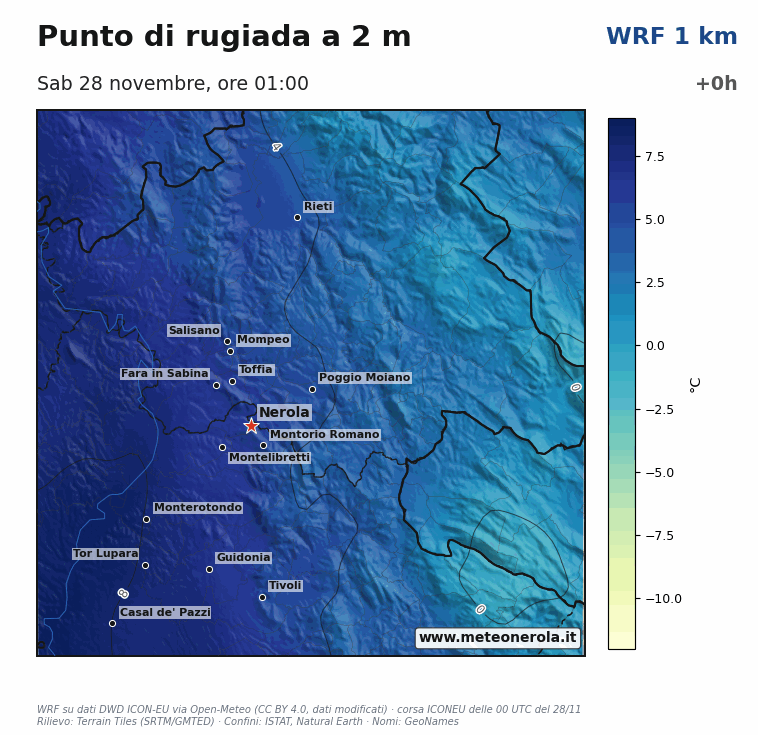 Punto di rugiada a 2 m
WRF 1 km
Sab 28 novembre, ore 01:00
+0h
4
Rieti
Salisano
Mompeo
Toffia
Fara in Sabina
Poggio Moiano
0
Nerola
Montorio Romano
Montelibretti
Monterotondo
Tor Lupara
Guidonia
Tivoli
8
Casal de' Pazzi
0
www.meteonerola.it
7.5
5.0
2.5
0.0
−2.5
−5.0
−7.5
−10.0
°C
WRF su dati DWD ICON-EU via Open-Meteo (CC BY 4.0, dati modificati) · corsa ICONEU delle 00 UTC del 28/11
Rilievo: Terrain Tiles (SRTM/GMTED) · Confini: ISTAT, Natural Earth · Nomi: GeoNames